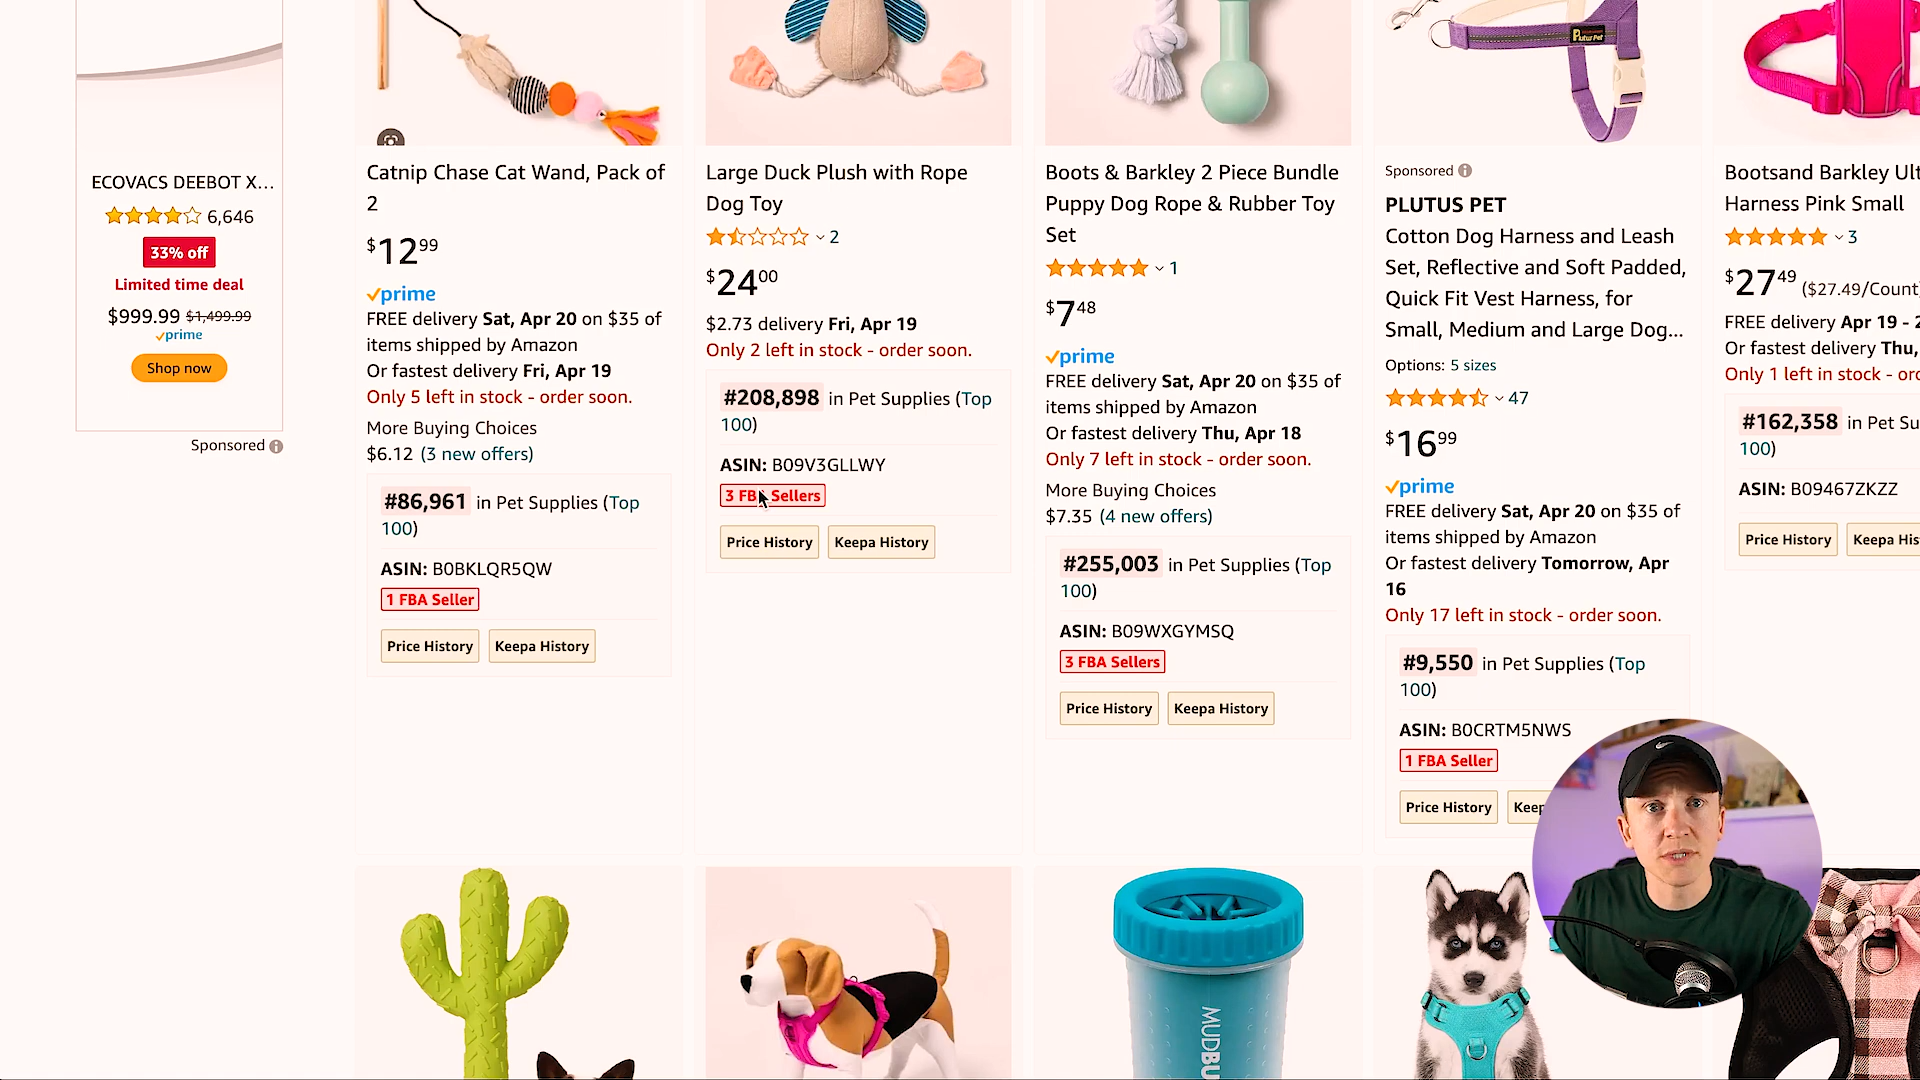 ECOVACS DEEBOT X...
6,646
33% off
Limited time deal
$999.99 $1,499.99
prime
Shop now
Sponsored
Catnip Chase Cat Wand, Pack of
2
$12 99
prime
FREE delivery Sat, Apr 20 on $35 of
items shipped by Amazon
Or fastest delivery Fri, Apr 19
Only 5 left in stock - order soon.
More Buying Choices
$6.12 (3 new offers)
#86,961 in Pet Supplies (Top
100)
ASIN: B0BKLQR5QW
1 FBA Seller
Price History Keepa History
Large Duck Plush with Rope
Dog Toy
2
$24 00
$2.73 delivery Fri, Apr 19
Only 2 left in stock - order soon.
#208,898 in Pet Supplies (Top
100)
ASIN: B09V3GLLWY
3 FBA Sellers
Price History Keepa History
Boots & Barkley 2 Piece Bundle
Puppy Dog Rope & Rubber Toy
Set
1
$7 48
prime
FREE delivery Sat, Apr 20 on $35 of
items shipped by Amazon
Or fastest delivery Thu, Apr 18
Only 7 left in stock - order soon.
More Buying Choices
$7.35 (4 new offers)
#255,003 in Pet Supplies (Top
100)
ASIN: B09WXGYMSQ
3 FBA Sellers
Price History Keepa History
Plutus Pet
Sponsored
PLUTUS PET
Cotton Dog Harness and Leash
Set, Reflective and Soft Padded,
Quick Fit Vest Harness, for
Small, Medium and Large Dog...
Options: 5 sizes
47
$16 99
prime
FREE delivery Sat, Apr 20 on $35 of
items shipped by Amazon
Or fastest delivery Tomorrow, Apr
16
Only 17 left in stock - order soon.
#9,550 in Pet Supplies (Top
100)
ASIN: B0CRTM5NWS
1 FBA Seller
Price History Keep
Bootsand Barkley Ult
Harness Pink Small
3
$27 49 ($27.49/Count
FREE delivery Apr 19 - 2
Or fastest delivery Thu,
Only 1 left in stock - or
#162,358 in Pet Su
100)
ASIN: B09467ZKZZ
Price History Keepa His
MUDBU